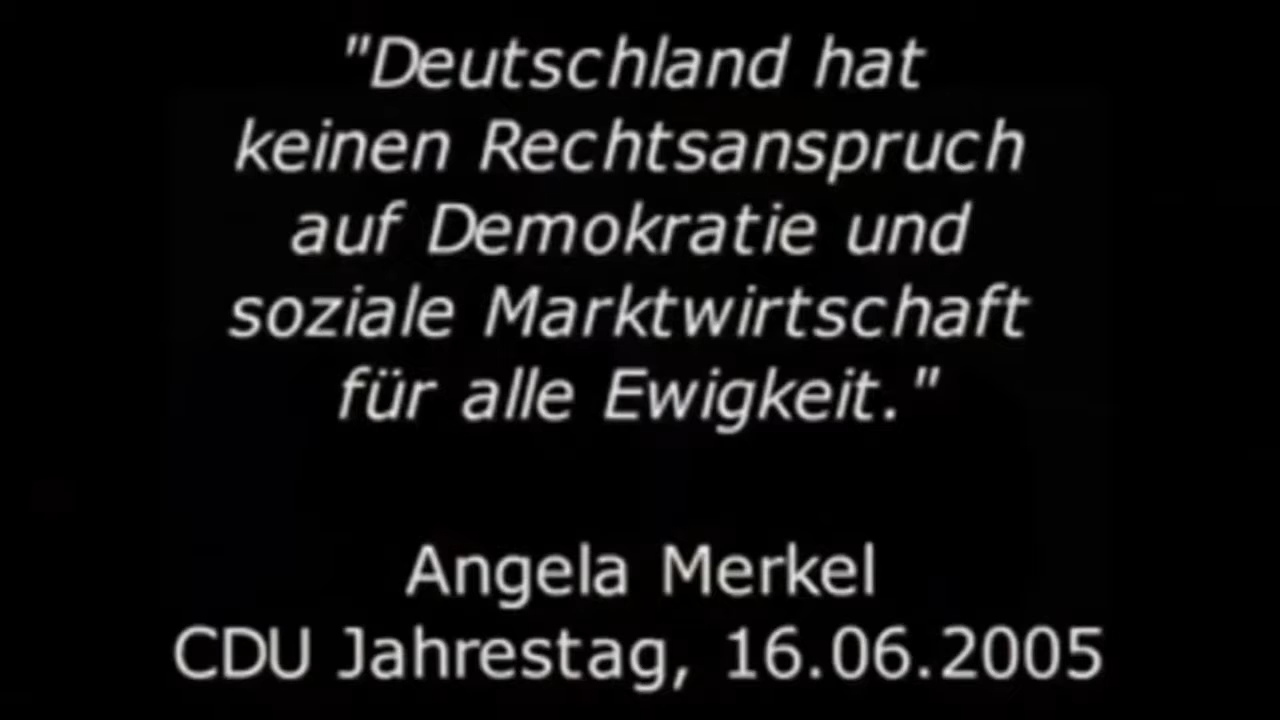 "Deutschland hat
keinen Rechtsanspruch
auf Demokratie und
soziale Marktwirtschaft
für alle Ewigkeit."
Angela Merkel
CDU Jahrestag, 16.06.2005